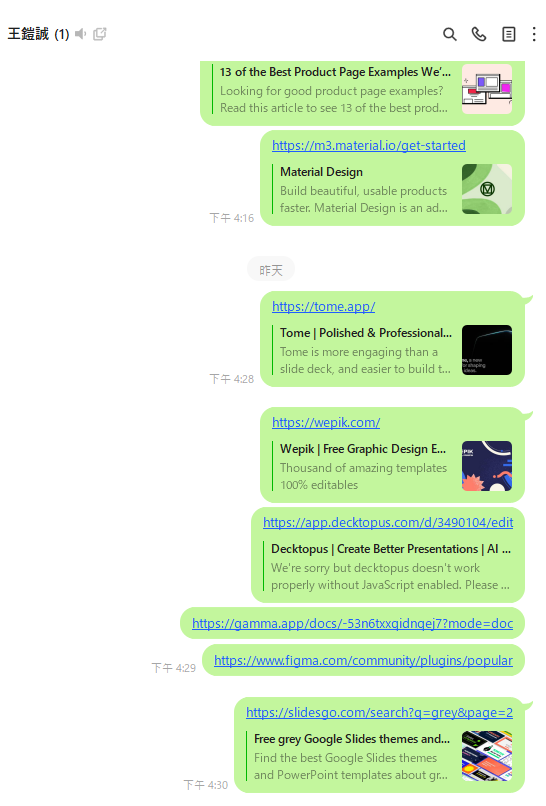 王鎧誠 (1)
13 of the Best Product Page Examples We'...
Looking for good product page examples?
Read this article to see 13 of the best prod...
https://m3.material.io/get-started
Material Design
Build beautiful, usable products
faster. Material Design is an ad...
下午 4:16
昨天
https://tome.app/
Tome | Polished & Professional...
Tome is more engaging than a
slide deck, and easier to build t...
下午 4:28
https://wepik.com/
Wepik | Free Graphic Design E...
Thousand of amazing templates
100% editables
https://app.decktopus.com/d/3490104/edit
Decktopus | Create Better Presentations | AI ...
We're sorry but decktopus doesn't work
properly without JavaScript enabled. Please ...
https://gamma.app/docs/-53n6txxqidnqej7?mode=doc
https://www.figma.com/community/plugins/popular
下午 4:29
https://slidesgo.com/search?q=grey&page=2
Free grey Google Slides themes and...
Find the best Google Slides themes
and PowerPoint templates about gr...
下午 4:30